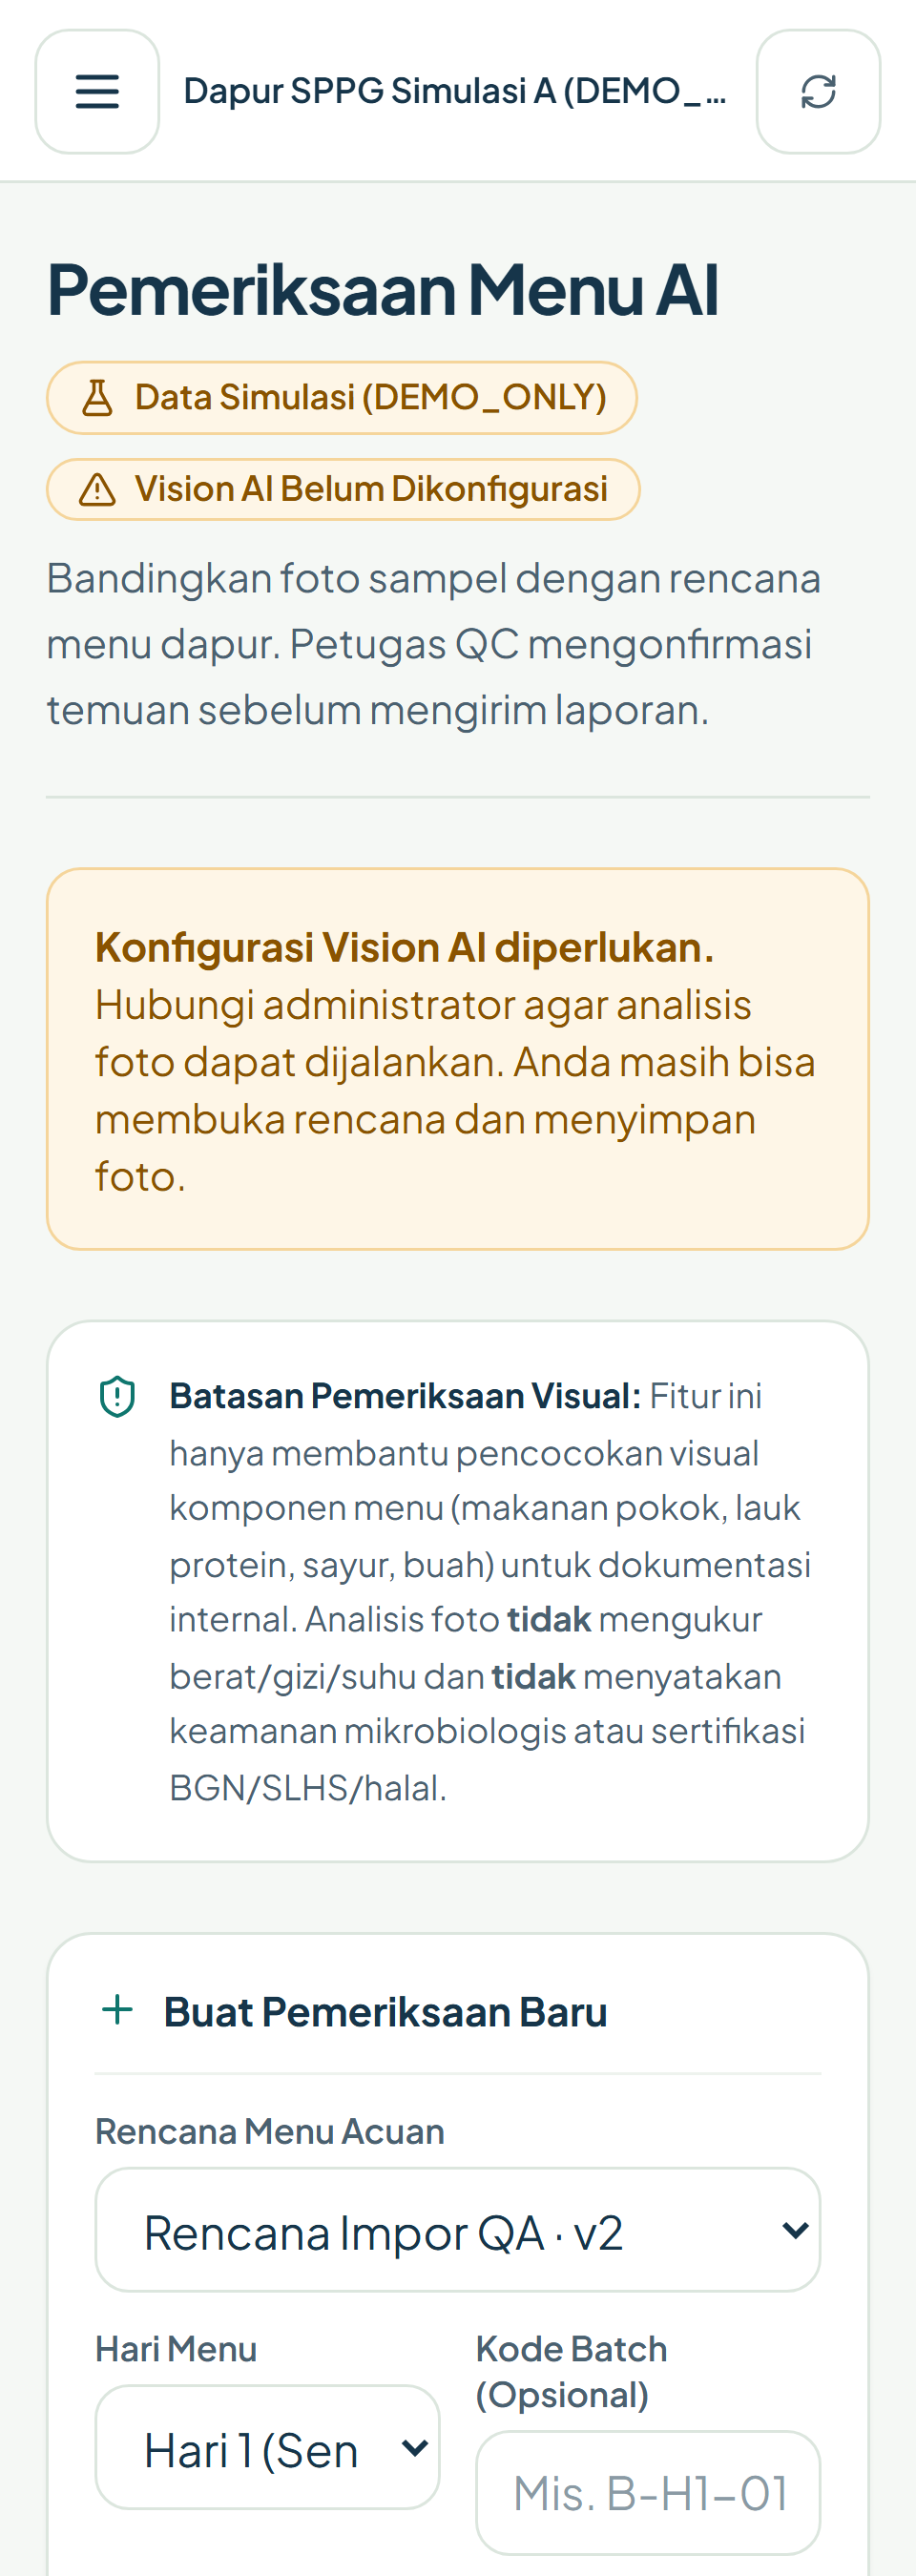 Dapur SPPG Simulasi A (DEMO_...
Pemeriksaan Menu AI
Data Simulasi (DEMO_ONLY)
Vision AI Belum Dikonfigurasi
Bandingkan foto sampel dengan rencana
menu dapur. Petugas QC mengonfirmasi
temuan sebelum mengirim laporan.
Konfigurasi Vision AI diperlukan.
Hubungi administrator agar analisis
foto dapat dijalankan. Anda masih bisa
membuka rencana dan menyimpan
foto.
Batasan Pemeriksaan Visual: Fitur ini
hanya membantu pencocokan visual
komponen menu (makanan pokok, lauk
protein, sayur, buah) untuk dokumentasi
internal. Analisis foto tidak mengukur
berat/gizi/suhu dan tidak menyatakan
keamanan mikrobiologis atau sertifikasi
BGN/SLHS/halal.
Buat Pemeriksaan Baru
Rencana Menu Acuan
Rencana Impor QA · v2
Hari Menu
Hari 1 (Sen
Kode Batch
(Opsional)
Mis. B-H1-01